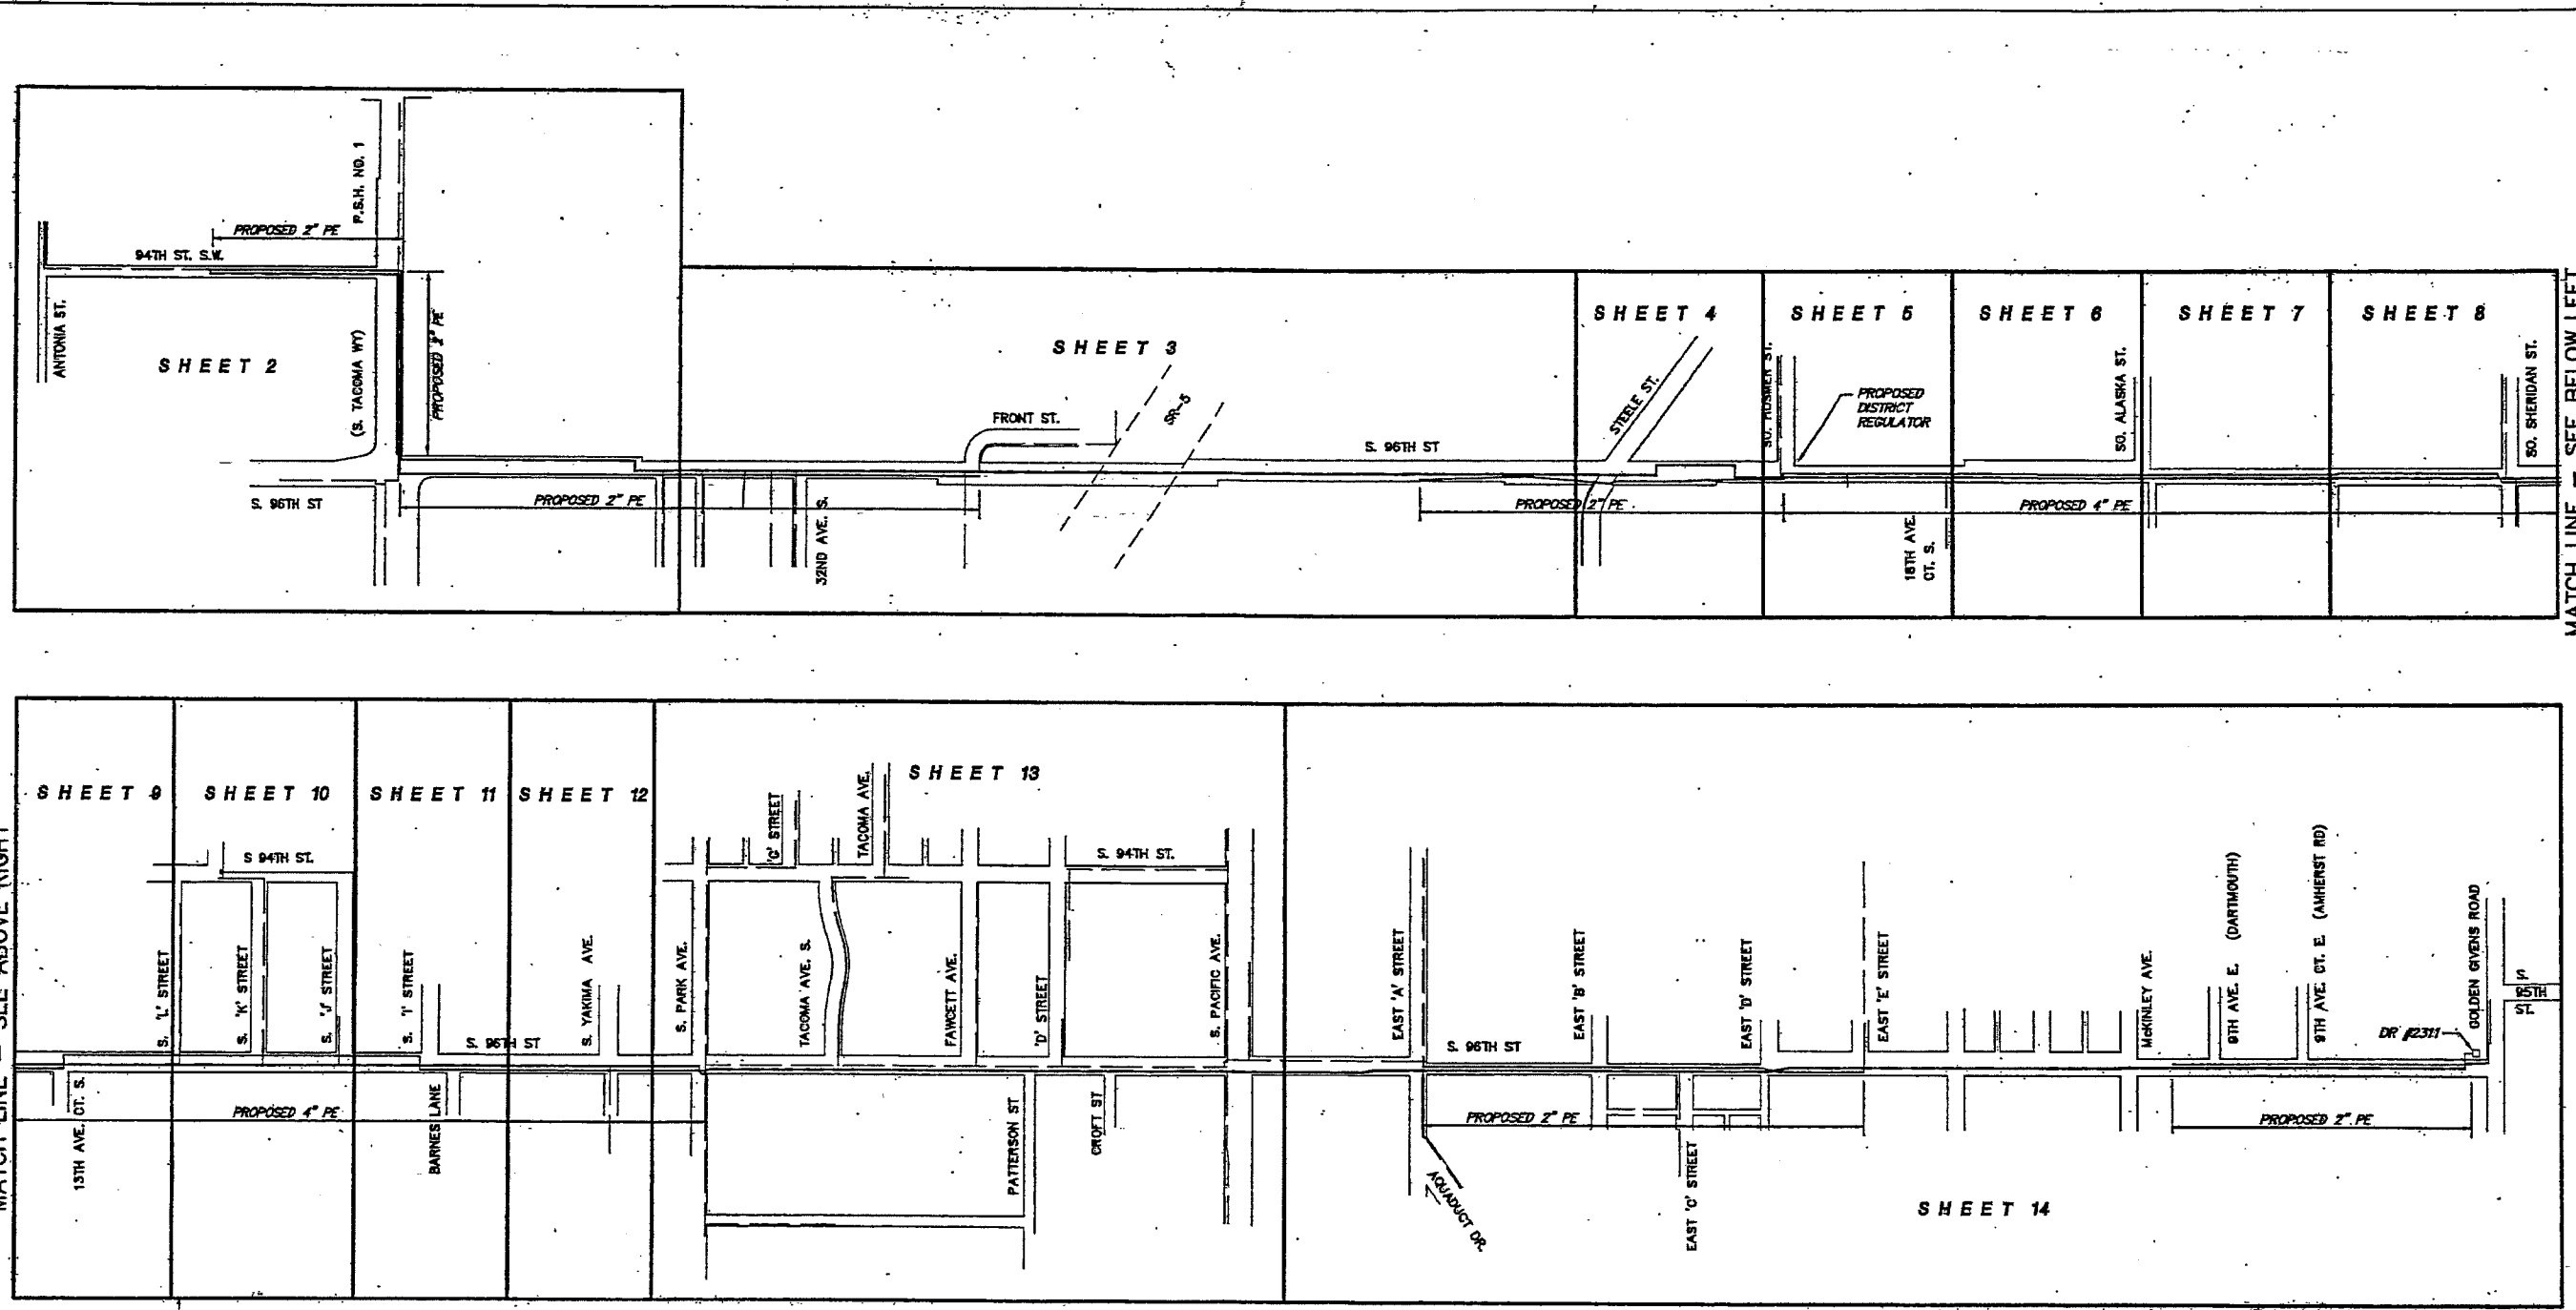 P.S.H. NO. 1
PROPOSED 2" PE
94TH ST. S.W.
ANTONIA ST.
SHEET 2
(S. TACOMA WY)
PROPOSED 2" PE
S. 96TH ST
PROPOSED 2" PE
SHEET 3
FRONT ST.
SR-5
S. 96TH ST
32ND AVE. S.
SHEET 4
STEELE ST.
PROPOSED 2" PE
SHEET 5
SO. ST.
PROPOSED
DISTRICT
REGULATOR
18TH AVE.
CT. S.
SHEET 6
SO. ALASKA ST.
PROPOSED 4" PE
SHEET 7
SHEET 8
SO. SHERIDAN ST.
MATCH LINE - SEE BELOW LEFT
MATCH LINE - SEE ABOVE RIGHT
SHEET 9
13TH AVE. CT. S.
S. 'L' STREET
SHEET 10
S 94TH ST.
S. 'K' STREET
S. 'J' STREET
PROPOSED 4" PE
SHEET 11
S. 'I' STREET
BARNES LANE
S. 96TH ST
SHEET 12
S. YAKIMA AVE.
SHEET 13
S. PARK AVE.
'C' STREET
TACOMA AVE.
TACOMA AVE. S.
FAWCETT AVE.
'D' STREET
S. 94TH ST.
S. PACIFIC AVE.
PATTERSON ST
CROFT ST
EAST 'A' STREET
S. 96TH ST
EAST 'B' STREET
EAST 'D' STREET
EAST 'E' STREET
McKINLEY AVE.
9TH AVE. E. (DARTMOUTH)
9TH AVE. CT. E. (AMHERST RD)
GOLDEN GIVENS ROAD
DR #2311
S
95TH
ST.
PROPOSED 2" PE
PROPOSED 2" PE
AQUADUCT DR.
EAST 'C' STREET
SHEET 14